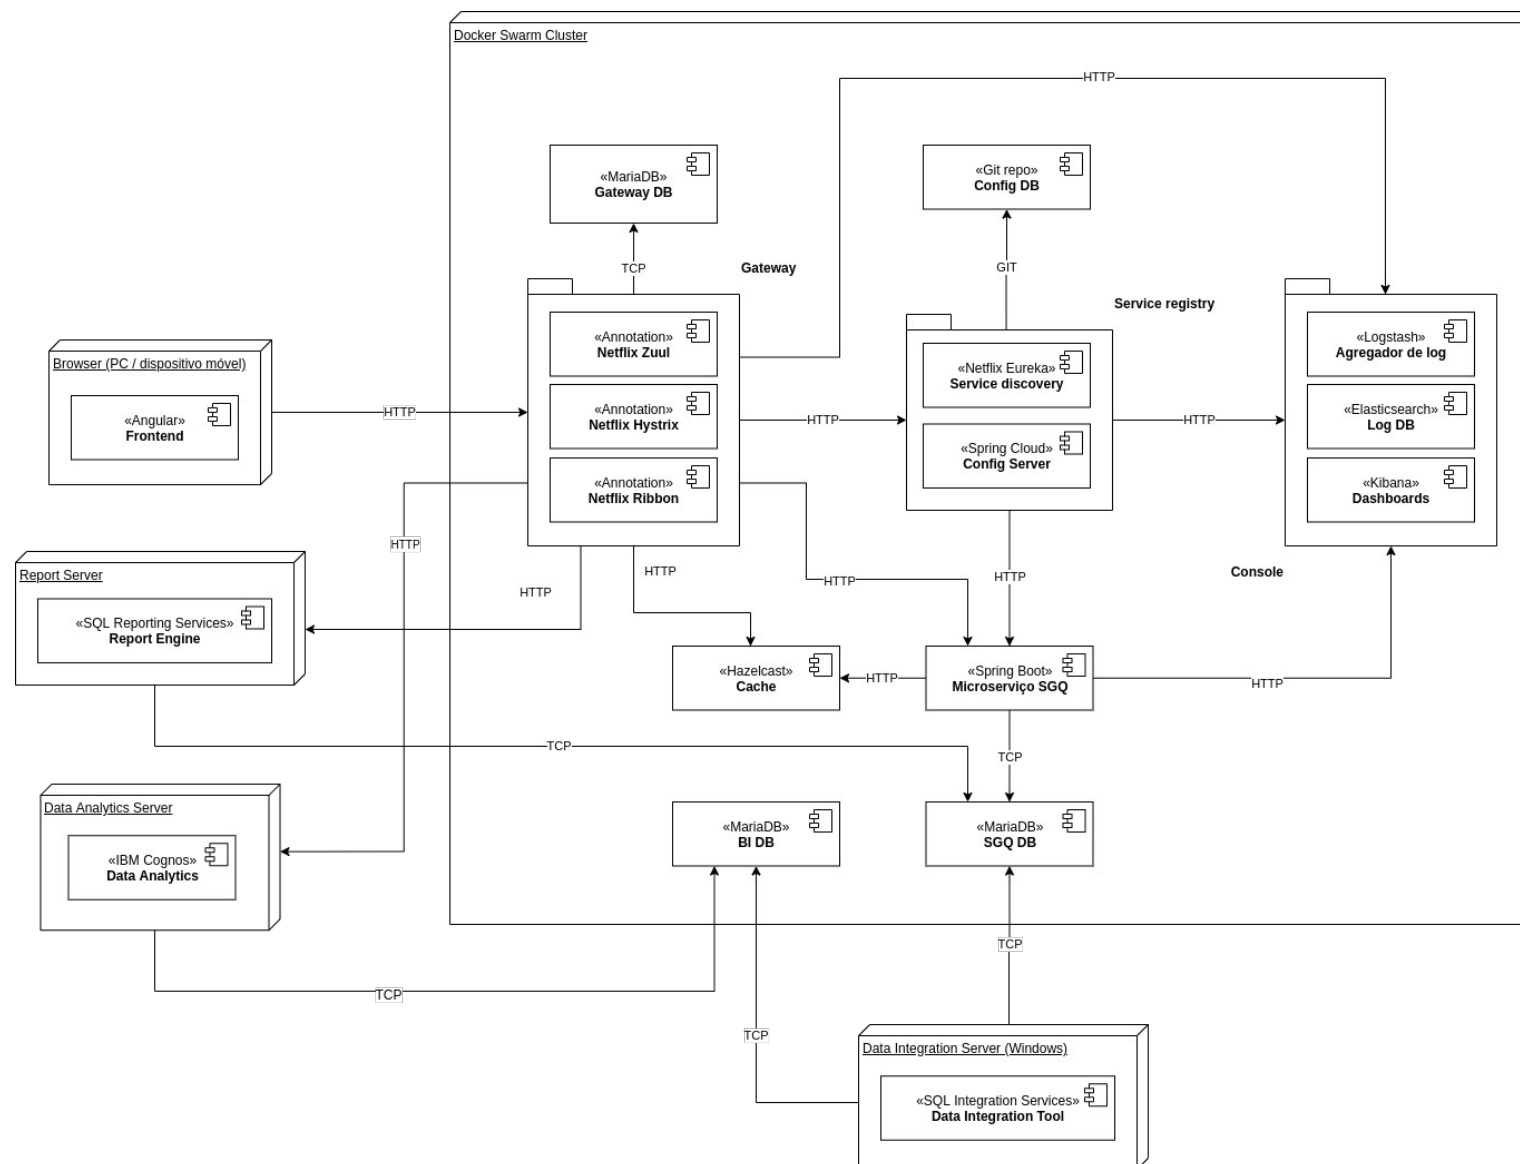 Docker Swarm Cluster
HTTP
«MariaDB»
Gateway DB
«Git repo»
Config DB
TCP
Gateway
GIT
Service registry
«Annotation»
Netflix Zuul
«Netflix Eureka»
Service discovery
«Logstash»
Agregador de log
Browser (PC / dispositivo móvel)
«Angular»
Frontend
HTTP
«Annotation»
Netflix Hystrix
HTTP
«Spring Cloud»
Config Server
HTTP
«Elasticsearch»
Log DB
«Annotation»
Netflix Ribbon
«Kibana»
Dashboards
HTTP
Report Server
«SQL Reporting Services»
Report Engine
HTTP
HTTP
HTTP
HTTP
Console
«Hazelcast»
Cache
HTTP
«Spring Boot»
Microserviço SGQ
HTTP
TCP
TCP
Data Analytics Server
«IBM Cognos»
Data Analytics
«MariaDB»
BI DB
«MariaDB»
SGQ DB
TCP
TCP
TCP
Data Integration Server (Windows)
«SQL Integration Services»
Data Integration Tool